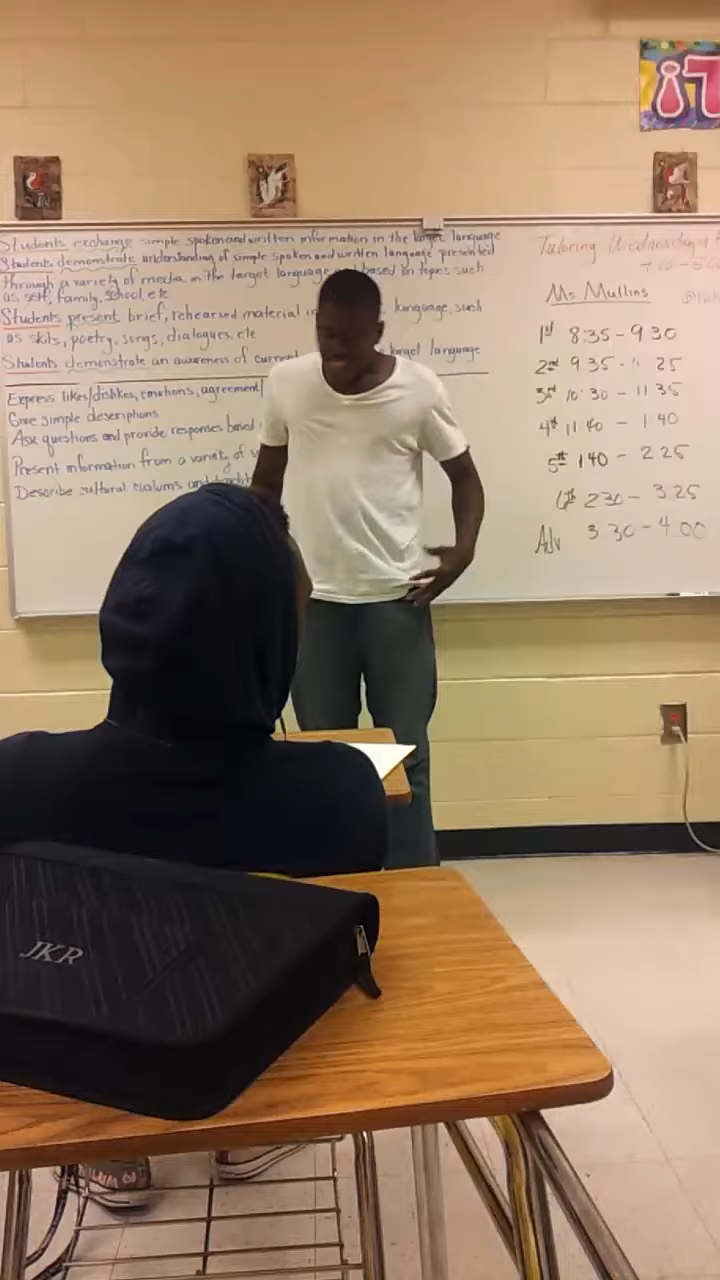 Students exchange simple spoken and written information in the target language
Students demonstrate understanding of simple spoken and written language presented
through a variety of media in the target language based on topics such
as self, family, school, etc
Students present brief, rehearsed material in language, such
as skits, poetry, songs, dialogues, etc
Students demonstrate an awareness of current target language
Express likes/dislikes, emotions, agreement/
Give simple descriptions
Ask questions and provide responses based
Present information from a variety of
Describe cultural customs and
¡T
Tutoring Wednesday
Ms Mullins
1st 8:35 - 9 30
2nd 9 35 - 25
3rd 10:30 - 11 35
4th 11 40 - 1 40
5th 1 40 - 2 25
6th 2 30 - 3.25
Adv 3 30 - 4 00
JKR